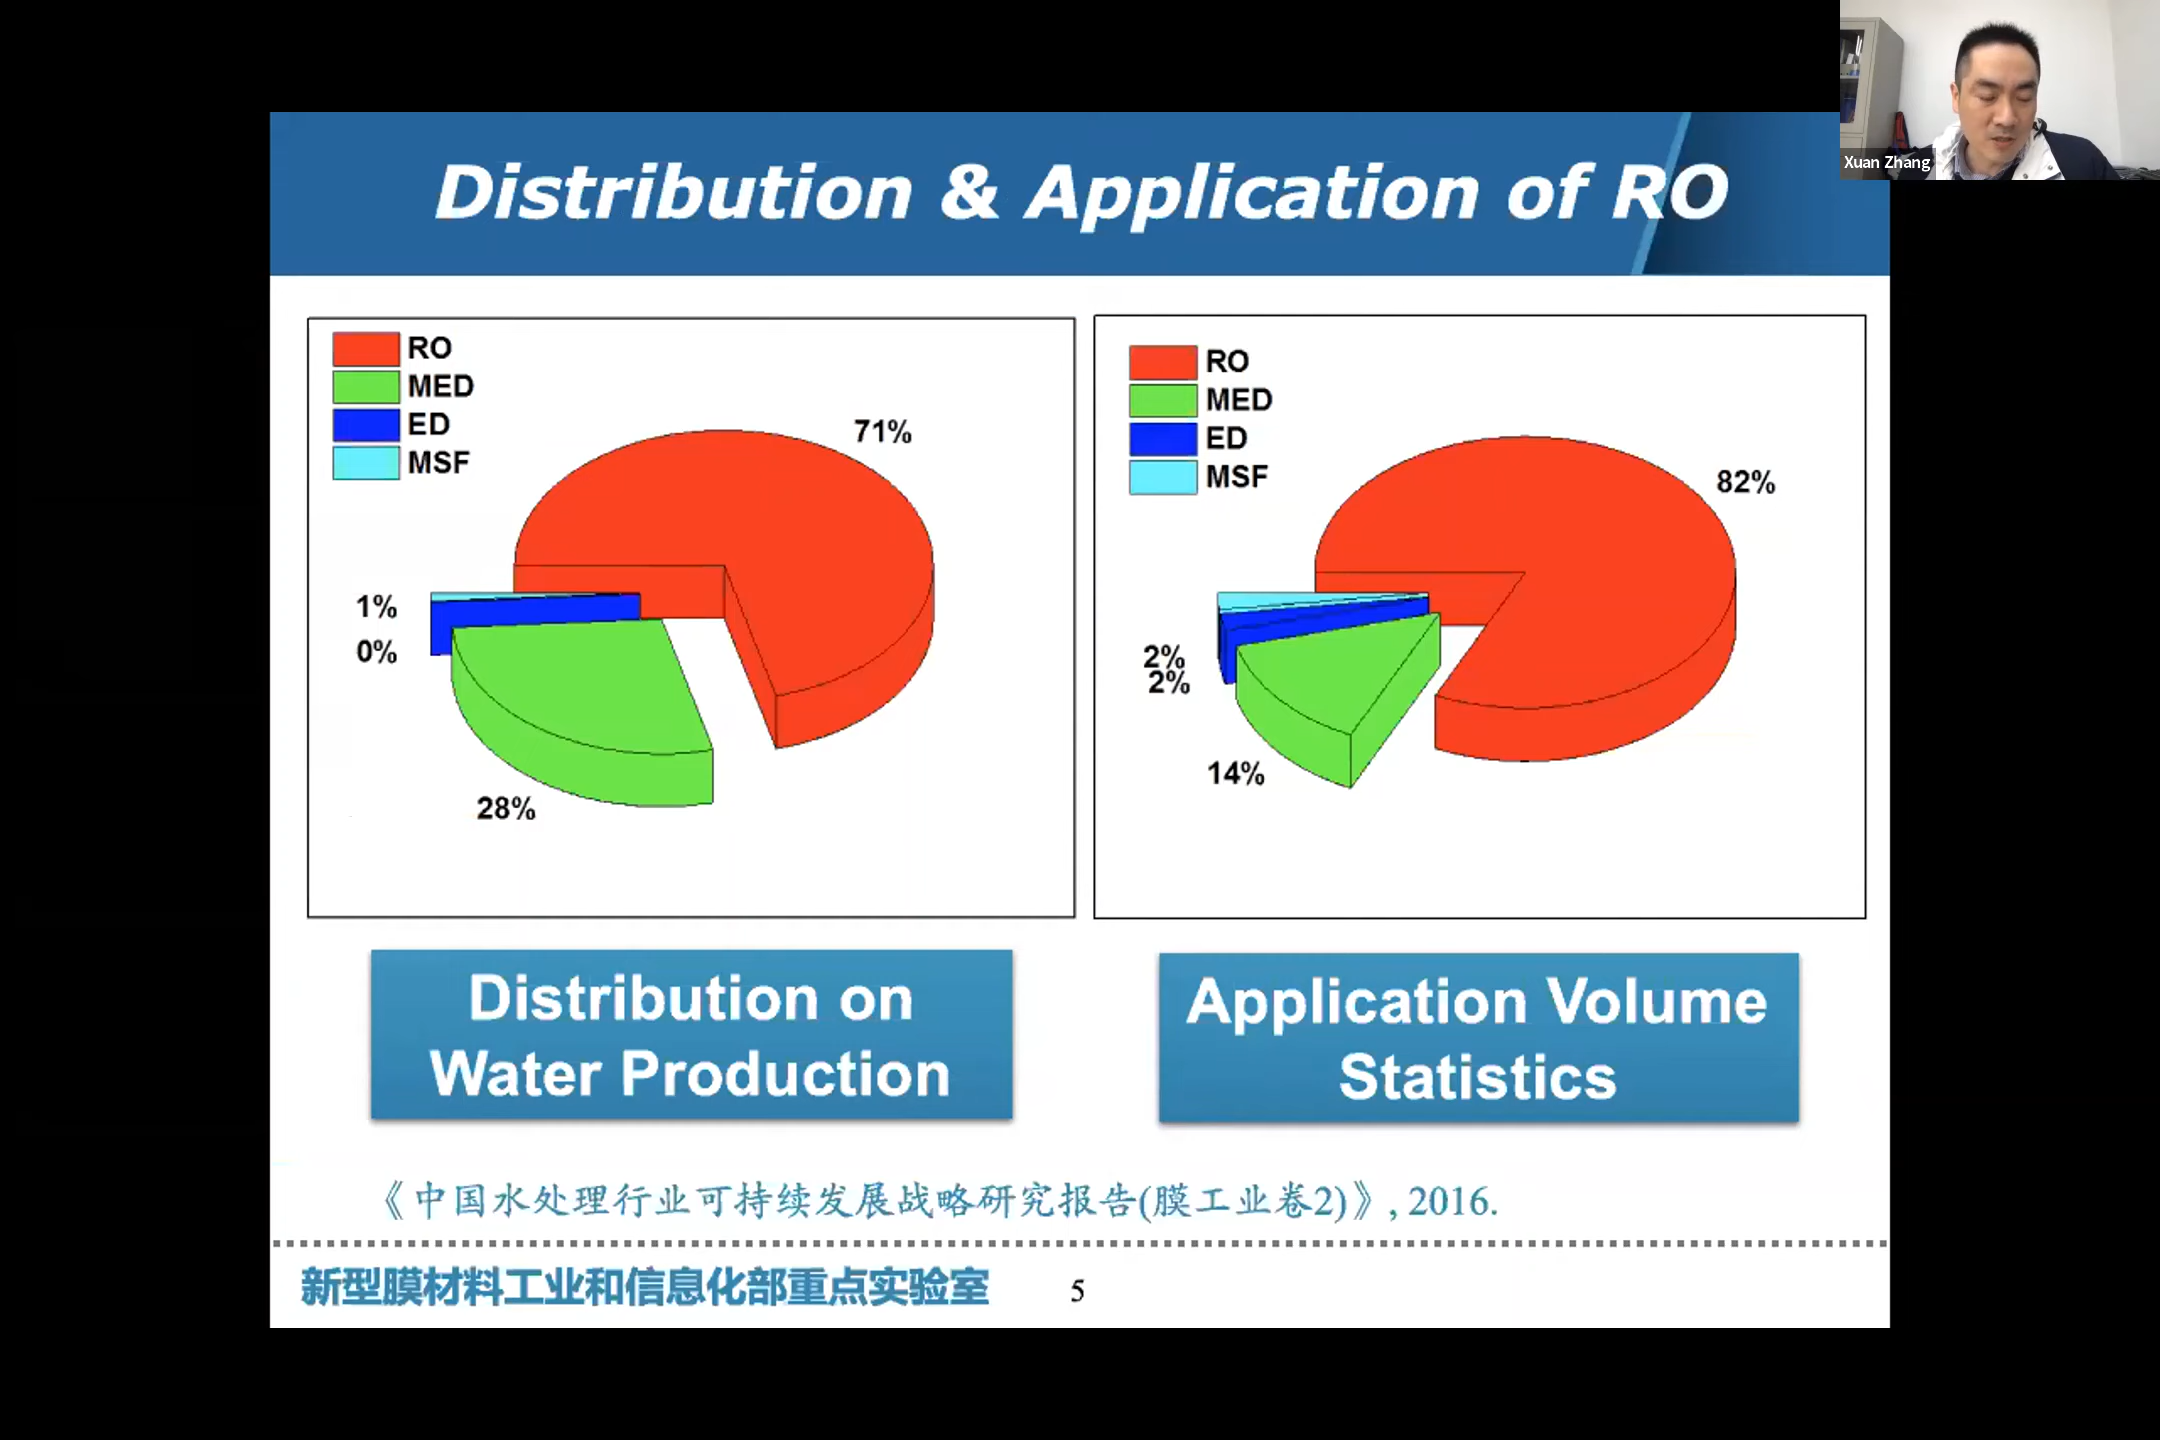 Xuan Zhang
Distribution & Application of RO
RO
MED
ED
MSF
71%
1%
0%
28%
RO
MED
ED
MSF
82%
2%
2%
14%
Distribution on
Water Production
Application Volume
Statistics
《中国水处理行业可持续发展战略研究报告(膜工业卷2)》, 2016.
新型膜材料工业和信息化部重点实验室
5